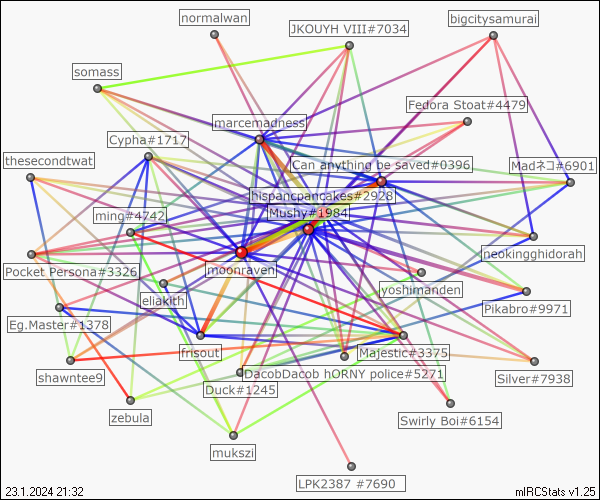 normalwan
bigcitysamurai
JKOUYH VIII#7034
somass
Fedora Stoat#4479
marcemadness
Cypha#1717
thesecondtwat
Can anything be saved#0396
Madネコ#6901
hispancpancakes#2928
Mushy#1984
ming#4742
neokingghidorah
Pocket Persona#3326
moonraven
eliakith
yoshimanden
Pikabro#9971
Eg.Master#1378
frisout
Majestic#3375
shawntee9
DacobDacob hORNY police#5271
Silver#7938
Duck#1245
zebula
Swirly Boi#6154
mukszi
LPK2387 #7690
23.1.2024 21:32
mIRCStats v1.25